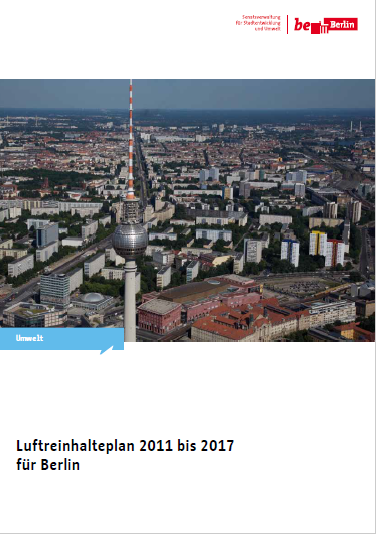 Senatsverwaltung
für Stadtentwicklung
und Umwelt
be Berlin
Umwelt
Luftreinhalteplan 2011 bis 2017
für Berlin